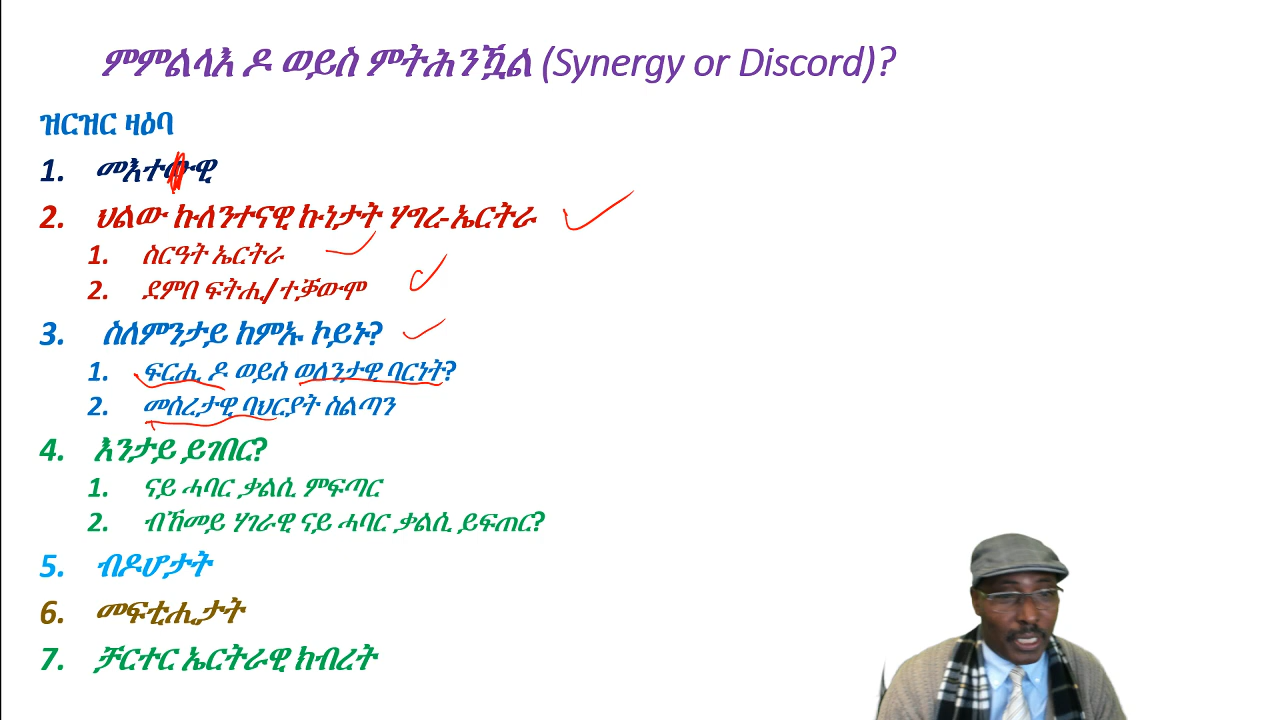 ምምልላእ ዶ ወይስ ምትሕንዃል (Synergy or Discord)?
ዝርዝር ዛዕባ
1. መእተውዊ
2. ህልው ኩለንተናዊ ኩነታት ሃግረ-ኤርትራ
1. ስርዓት ኤርትራ
2. ደምበ ፍትሒ/ተቓውሞ
3. ስለምንታይ ከምኡ ኮይኑ?
1. ፍርሒ ዶ ወይስ ወለንታዊ ባርነት?
2. መሰረታዊ ባህርያት ስልጣን
4. እንታይ ይገበር?
1. ናይ ሓባር ቃልሲ ምፍጣር
2. ብኸመይ ሃገራዊ ናይ ሓባር ቃልሲ ይፍጠር?
5. ብዶሆታት
6. መፍቲሒታት
7. ቻርተር ኤርትራዊ ክብረት